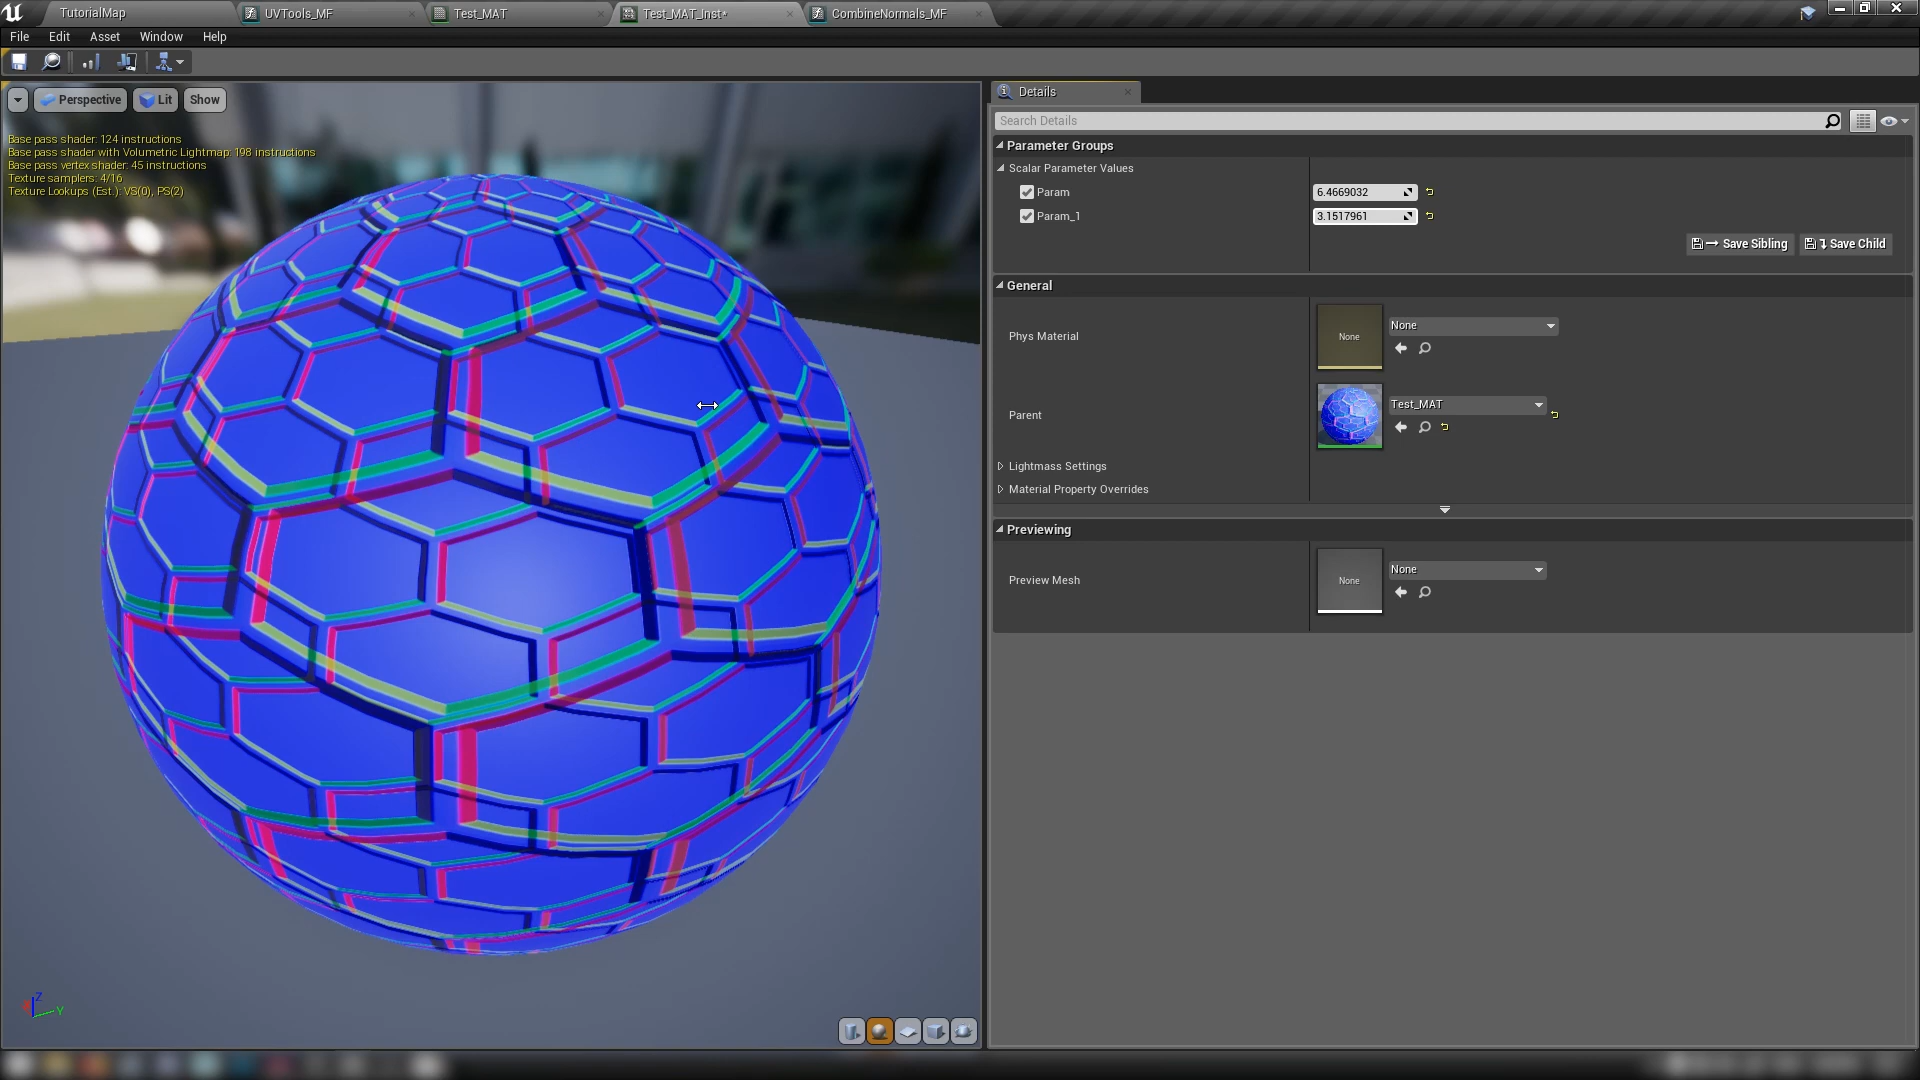 TutorialMap
UVTools_MF
Test_MAT
Test_MAT_Inst*
CombineNormals_MF
File Edit Asset Window Help
Perspective
Lit
Show
Base pass shader: 124 instructions
Base pass shader with Volumetric Lightmap: 198 instructions
Base pass vertex shader: 45 instructions
Texture samplers: 4/16
Texture Lookups (Est.): VS(0), PS(2)
Z
Y
Details
Search Details
Parameter Groups
Scalar Parameter Values
Param 6.4669032
Param_1 3.1517961
Save Sibling
Save Child
General
Phys Material
None
None
Parent
Test_MAT
Lightmass Settings
Material Property Overrides
Previewing
Preview Mesh
None
None